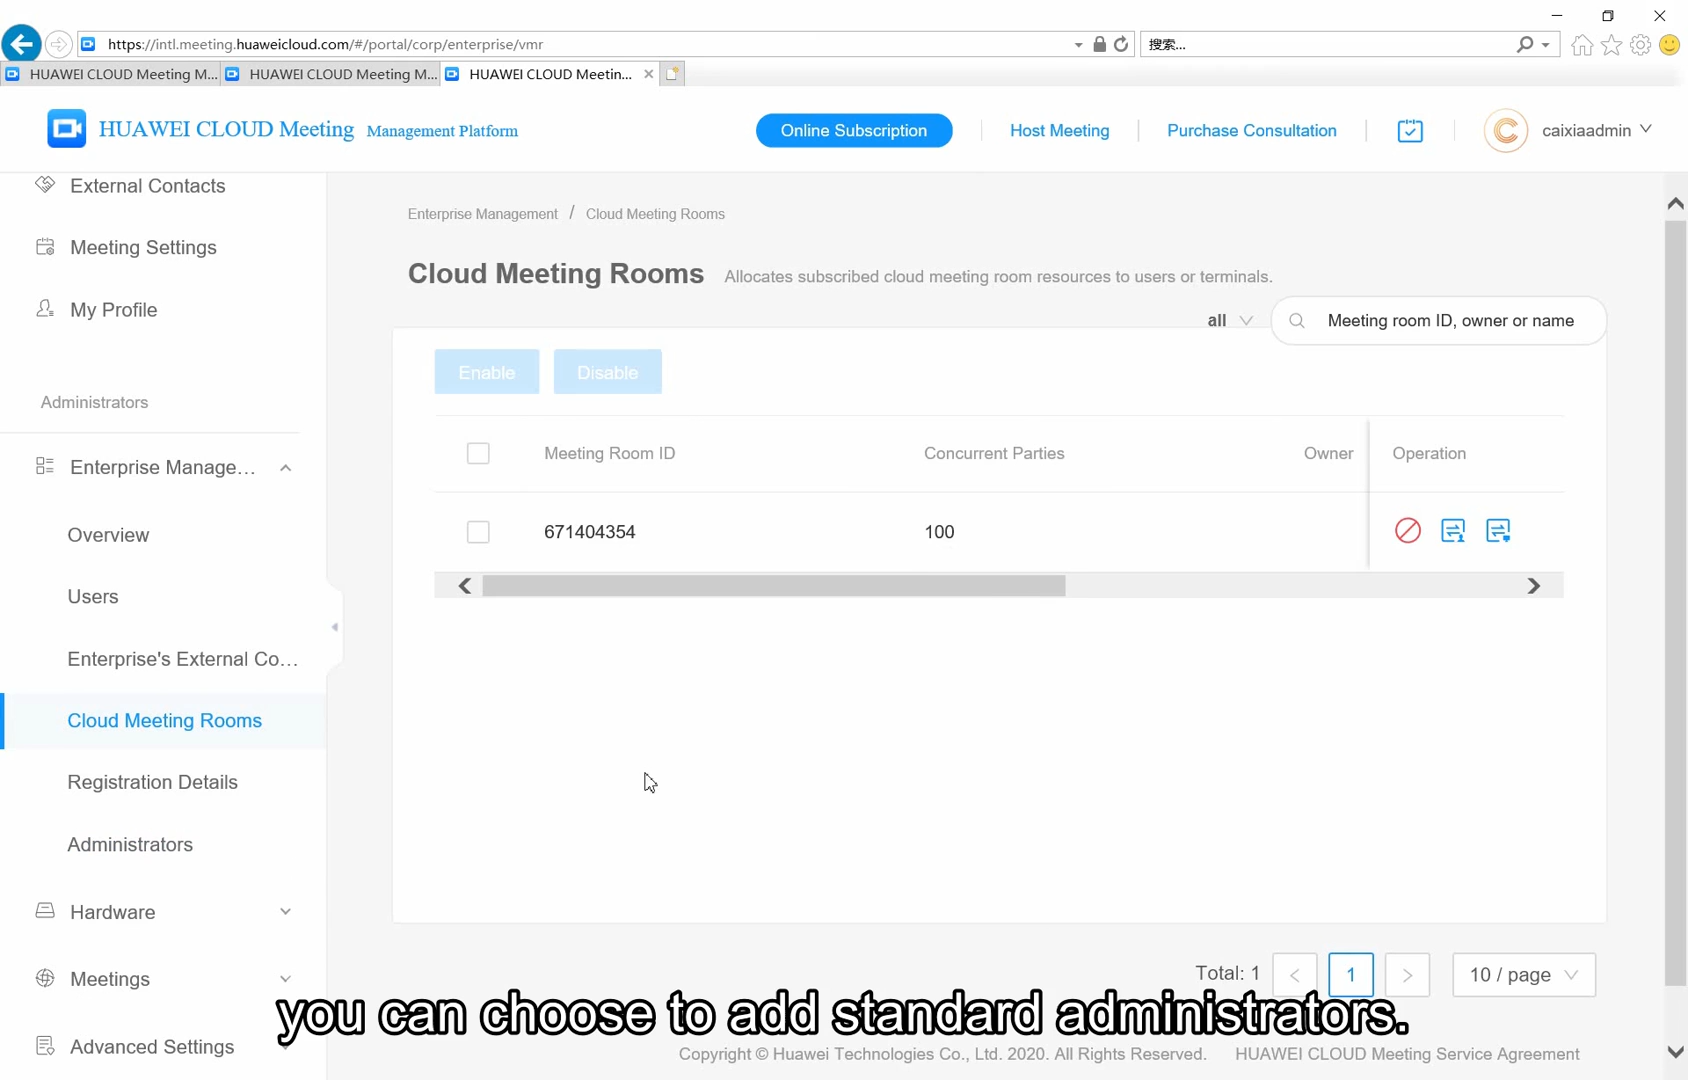 https://intl.meeting.huaweicloud.com/#/portal/corp/enterprise/vmr
搜索...
HUAWEI CLOUD Meeting M...
HUAWEI CLOUD Meeting M...
HUAWEI CLOUD Meetin...
HUAWEI CLOUD Meeting Management Platform
Online Subscription
Host Meeting
Purchase Consultation
caixiaadmin
External Contacts
Meeting Settings
My Profile
Administrators
Enterprise Manage...
Overview
Users
Enterprise's External Co...
Cloud Meeting Rooms
Registration Details
Administrators
Hardware
Meetings
Advanced Settings
Enterprise Management / Cloud Meeting Rooms
Cloud Meeting Rooms Allocates subscribed cloud meeting room resources to users or terminals.
all
Meeting room ID, owner or name
Enable Disable
Meeting Room ID Concurrent Parties Owner Operation
671404354 100
Total: 1 < 1 > 10 / page
you can choose to add standard administrators.
Copyright © Huawei Technologies Co., Ltd. 2020. All Rights Reserved. HUAWEI CLOUD Meeting Service Agreement